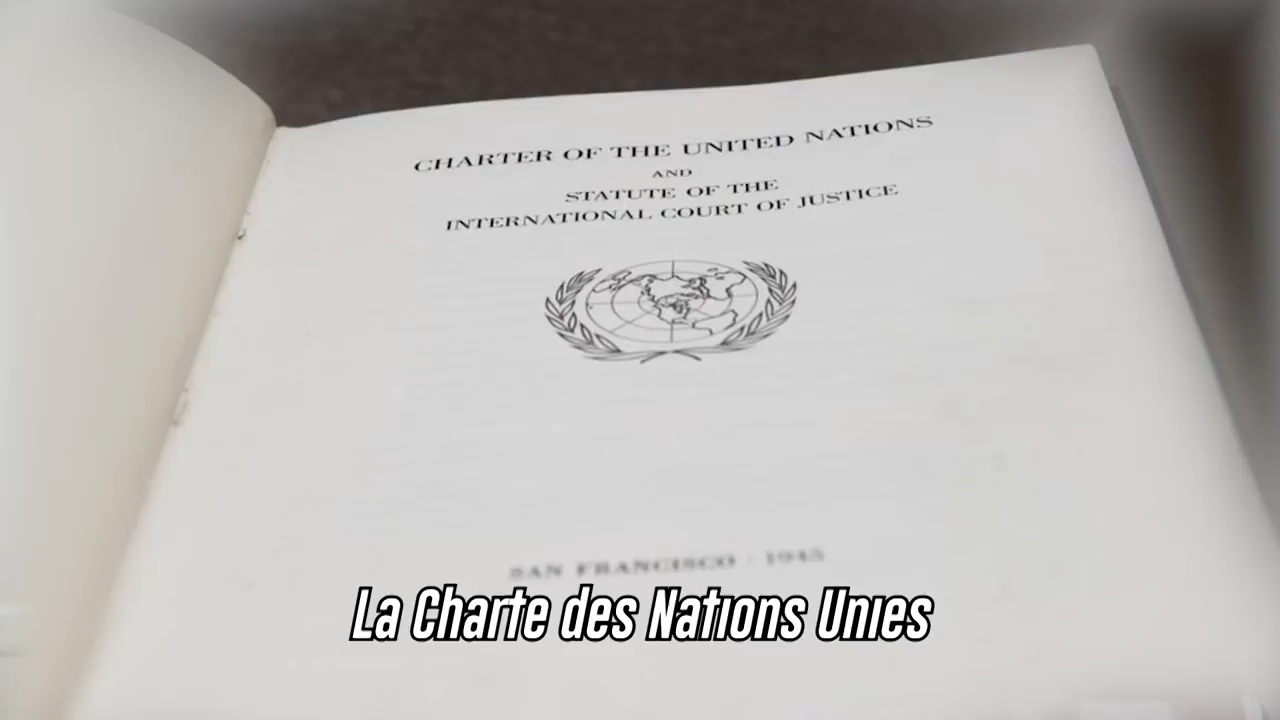 CHARTER OF THE UNITED NATIONS
AND
STATUTE OF THE
INTERNATIONAL COURT OF JUSTICE
SAN FRANCISCO · 1945
La Charte des Nations Unies